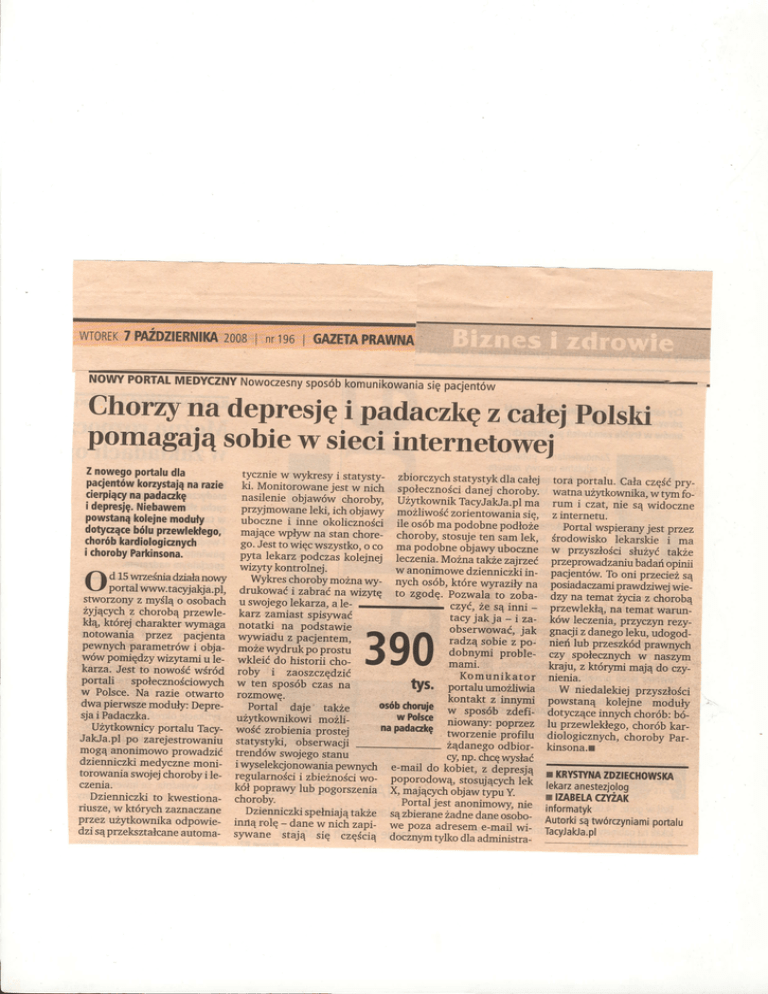 WTOREK 7 PAŹDZIERNIKA 2008 | nr 196 | GAZETA PRAWNA
Biznes i zdrowie
NOWY PORTAL MEDYCZNY Nowoczesny sposób komunikowania się pacjentów
Chorzy na depresję i padaczkę z całej Polski
pomagają sobie w sieci internetowej
Z nowego portalu dla
pacjentów korzystają na razie
cierpiący na padaczkę
i depresję. Niebawem
powstaną kolejne moduły
dotyczące bólu przewlekłego,
chorób kardiologicznych
i choroby Parkinsona.
Od 15 września działa nowy
portal www.tacyjakja.pl,
stworzony z myślą o osobach
żyjących z chorobą przewle-
kłą, której charakter wymaga
notowania przez pacjenta
pewnych parametrów i obja-
wów pomiędzy wizytami u le-
karza. Jest to nowość wśród
portali społecznościowych
w Polsce. Na razie otwarto
dwa pierwsze moduły: Depre-
sja i Padaczka.
Użytkownicy portalu Tacy-
JakJa.pl po zarejestrowaniu
mogą anonimowo prowadzić
dzienniczki medyczne moni-
torowania swojej choroby i le-
czenia.
Dzienniczki to kwestiona-
riusze, w których zaznaczane
przez użytkownika odpowie-
dzi są przekształcane automa-
tycznie w wykresy i statysty-
ki. Monitorowane jest w nich
nasilenie objawów choroby,
przyjmowane leki, ich objawy
uboczne i inne okoliczności
mające wpływ na stan chore-
go. Jest to więc wszystko, o co
pyta lekarz podczas kolejnej
wizyty kontrolnej.
Wykres choroby można wy-
drukować i zabrać na wizytę
u swojego lekarza, a le-
karz zamiast spisywać
notatki na podstawie
wywiadu z pacjentem,
może wydruk po prostu
wkleić do historii cho-
roby i zaoszczędzić
w ten sposób czas na
rozmowę.
Portal daje także
użytkownikowi możli-
wość zrobienia prostej
statystyki, obserwacji
trendów swojego stanu
i wyselekcjonowania pewnych
regularności i zbieżności wo-
kół poprawy lub pogorszenia
choroby.
Dzienniczki spełniają także
inną rolę – dane w nich zapi-
sywane stają się częścią
390
tys.
osób choruje
w Polsce
na padaczkę
zbiorczych statystyk dla całej
społeczności danej choroby.
Użytkownik TacyJakJa.pl ma
możliwość zorientowania się,
ile osób ma podobne podłoże
choroby, stosuje ten sam lek,
ma podobne objawy uboczne
leczenia. Można także zajrzeć
w anonimowe dzienniczki in-
nych osób, które wyraziły na
to zgodę. Pozwala to zoba-
czyć, że są inni –
tacy jak ja – i za-
obserwować, jak
radzą sobie z po-
dobnymi proble-
mami.
Komunikator
portalu umożliwia
kontakt z innymi
w sposób zdefi-
niowany: poprzez
tworzenie profilu
żądanego odbior-
cy, np. chcę wysłać
e-mail do kobiet, z depresją
poporodową, stosujących lek
X, mających objaw typu Y.
Portal jest anonimowy, nie
są zbierane żadne dane osobo-
we poza adresem e-mail wi-
docznym tylko dla administra-
tora portalu. Cała część pry-
watna użytkownika, w tym fo-
rum i czat, nie są widoczne
z internetu.
Portal wspierany jest przez
środowisko lekarskie i ma
w przyszłości służyć także
przeprowadzaniu badań opinii
pacjentów. To oni przecież są
posiadaczami prawdziwej wie-
dzy na temat życia z chorobą
przewlekłą, na temat warun-
ków leczenia, przyczyn rezy-
gnacji z danego leku, udogod-
nień lub przeszkód prawnych
czy społecznych w naszym
kraju, z którymi mają do czy-
nienia.
W niedalekiej przyszłości
powstaną kolejne moduły
dotyczące innych chorób: bó-
lu przewlekłego, chorób kar-
diologicznych, choroby Par-
kinsona.■
■ KRYSTYNA ZDZIECHOWSKA
lekarz anestezjolog
■ IZABELA CZYŻAK
informatyk
Autorki są twórczyniami portalu
TacyJakJa.pl